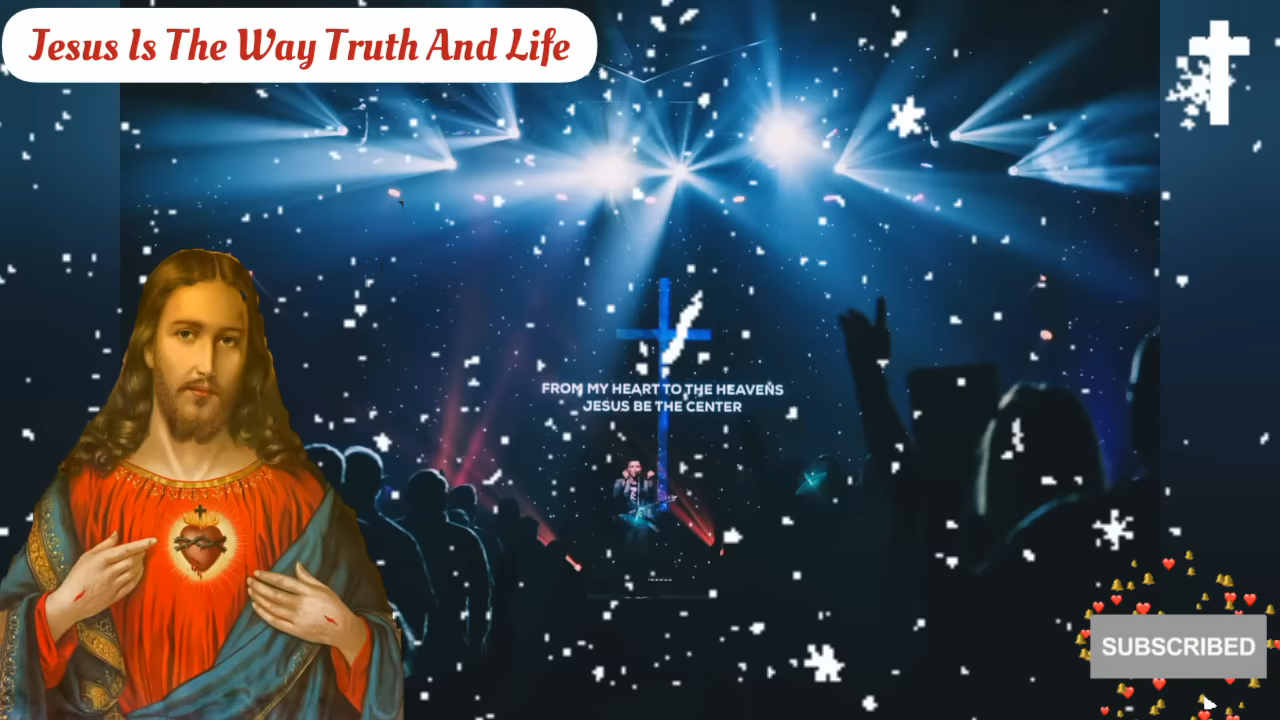 Jesus Is The Way Truth And Life
FROM MY HEART TO THE HEAVENS
JESUS BE THE CENTER
SUBSCRIBED